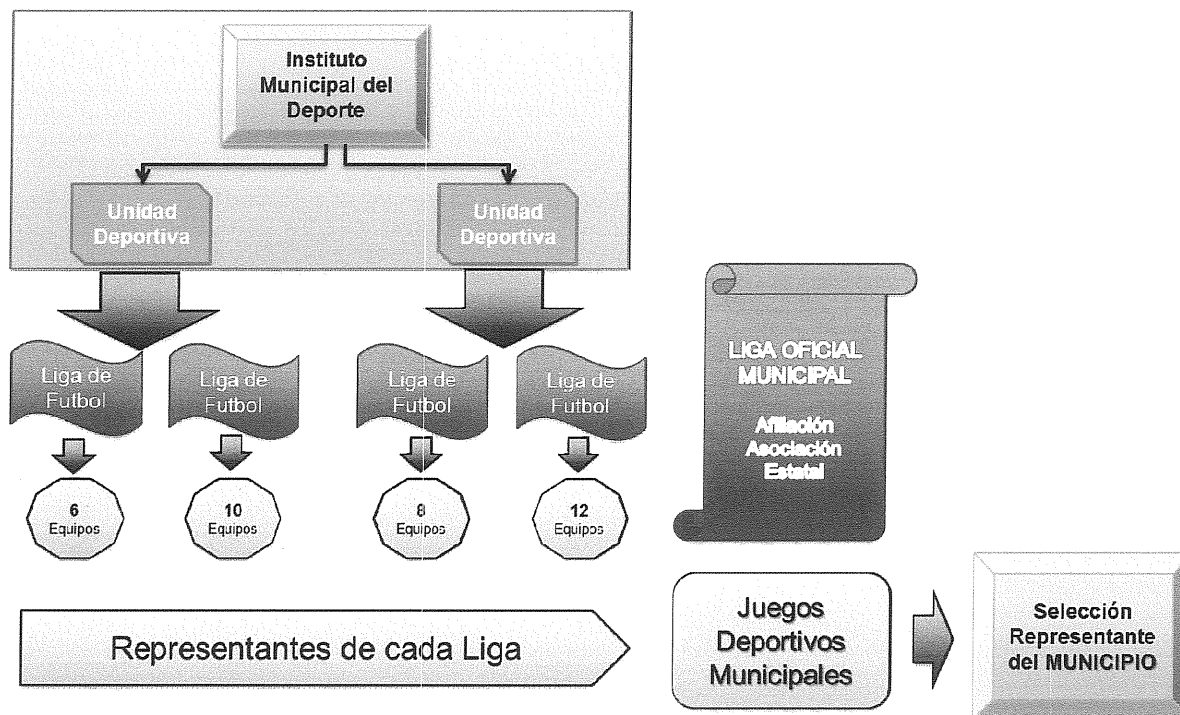 Instituto
Municipal del
Deporte
Unidad
Deportiva
Unidad
Deportiva
Liga de
Futbol
Liga de
Futbol
Liga de
Futbol
Liga de
Futbol
6
Equipos
10
Equipos
8
Equipos
12
Equipos
LIGA OFICIAL
MUNICIPAL
Afiliación
Asociación
Estatal
Representantes de cada Liga
Juegos
Deportivos
Municipales
Selección
Representante
del MUNICIPIO